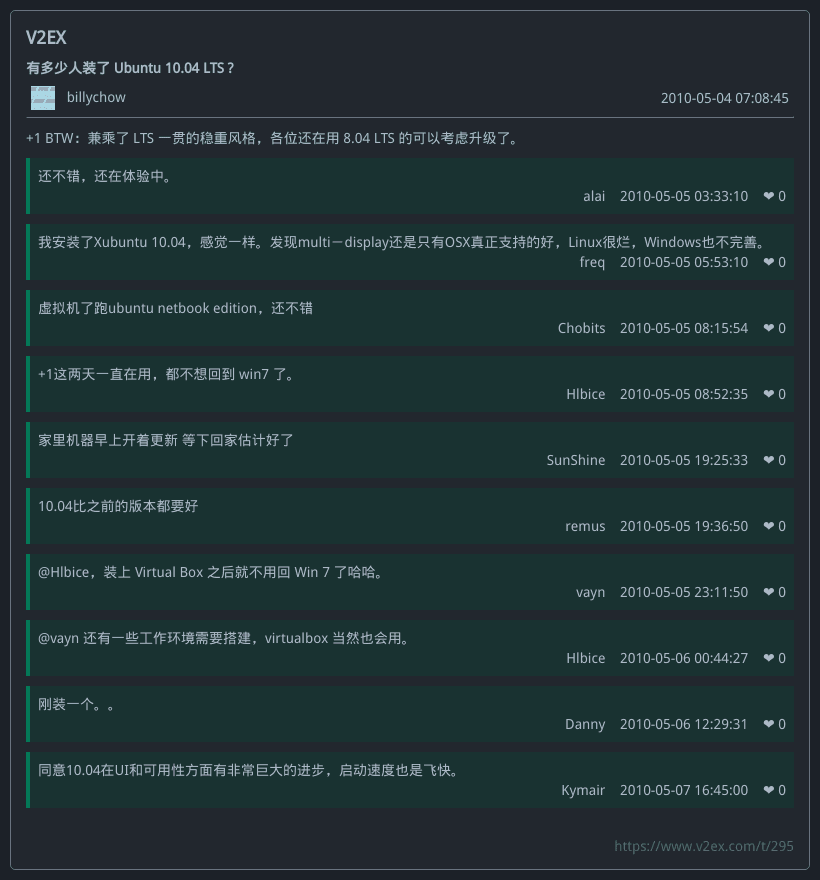 V2EX
有多少人装了 Ubuntu 10.04 LTS ?
billychow 2010-05-04 07:08:45
+1 BTW：兼乘了 LTS 一贯的稳重风格，各位还在用 8.04 LTS 的可以考虑升级了。
还不错，还在体验中。
alai 2010-05-05 03:33:10 ❤ 0
我安装了Xubuntu 10.04，感觉一样。发现multi－display还是只有OSX真正支持的好，Linux很烂，Windows也不完善。
freq 2010-05-05 05:53:10 ❤ 0
虚拟机了跑ubuntu netbook edition，还不错
Chobits 2010-05-05 08:15:54 ❤ 0
+1这两天一直在用，都不想回到 win7 了。
Hlbice 2010-05-05 08:52:35 ❤ 0
家里机器早上开着更新 等下回家估计好了
SunShine 2010-05-05 19:25:33 ❤ 0
10.04比之前的版本都要好
remus 2010-05-05 19:36:50 ❤ 0
@Hlbice，装上 Virtual Box 之后就不用回 Win 7 了哈哈。
vayn 2010-05-05 23:11:50 ❤ 0
@vayn 还有一些工作环境需要搭建，virtualbox 当然也会用。
Hlbice 2010-05-06 00:44:27 ❤ 0
刚装一个。。
Danny 2010-05-06 12:29:31 ❤ 0
同意10.04在UI和可用性方面有非常巨大的进步，启动速度也是飞快。
Kymair 2010-05-07 16:45:00 ❤ 0
https://www.v2ex.com/t/295